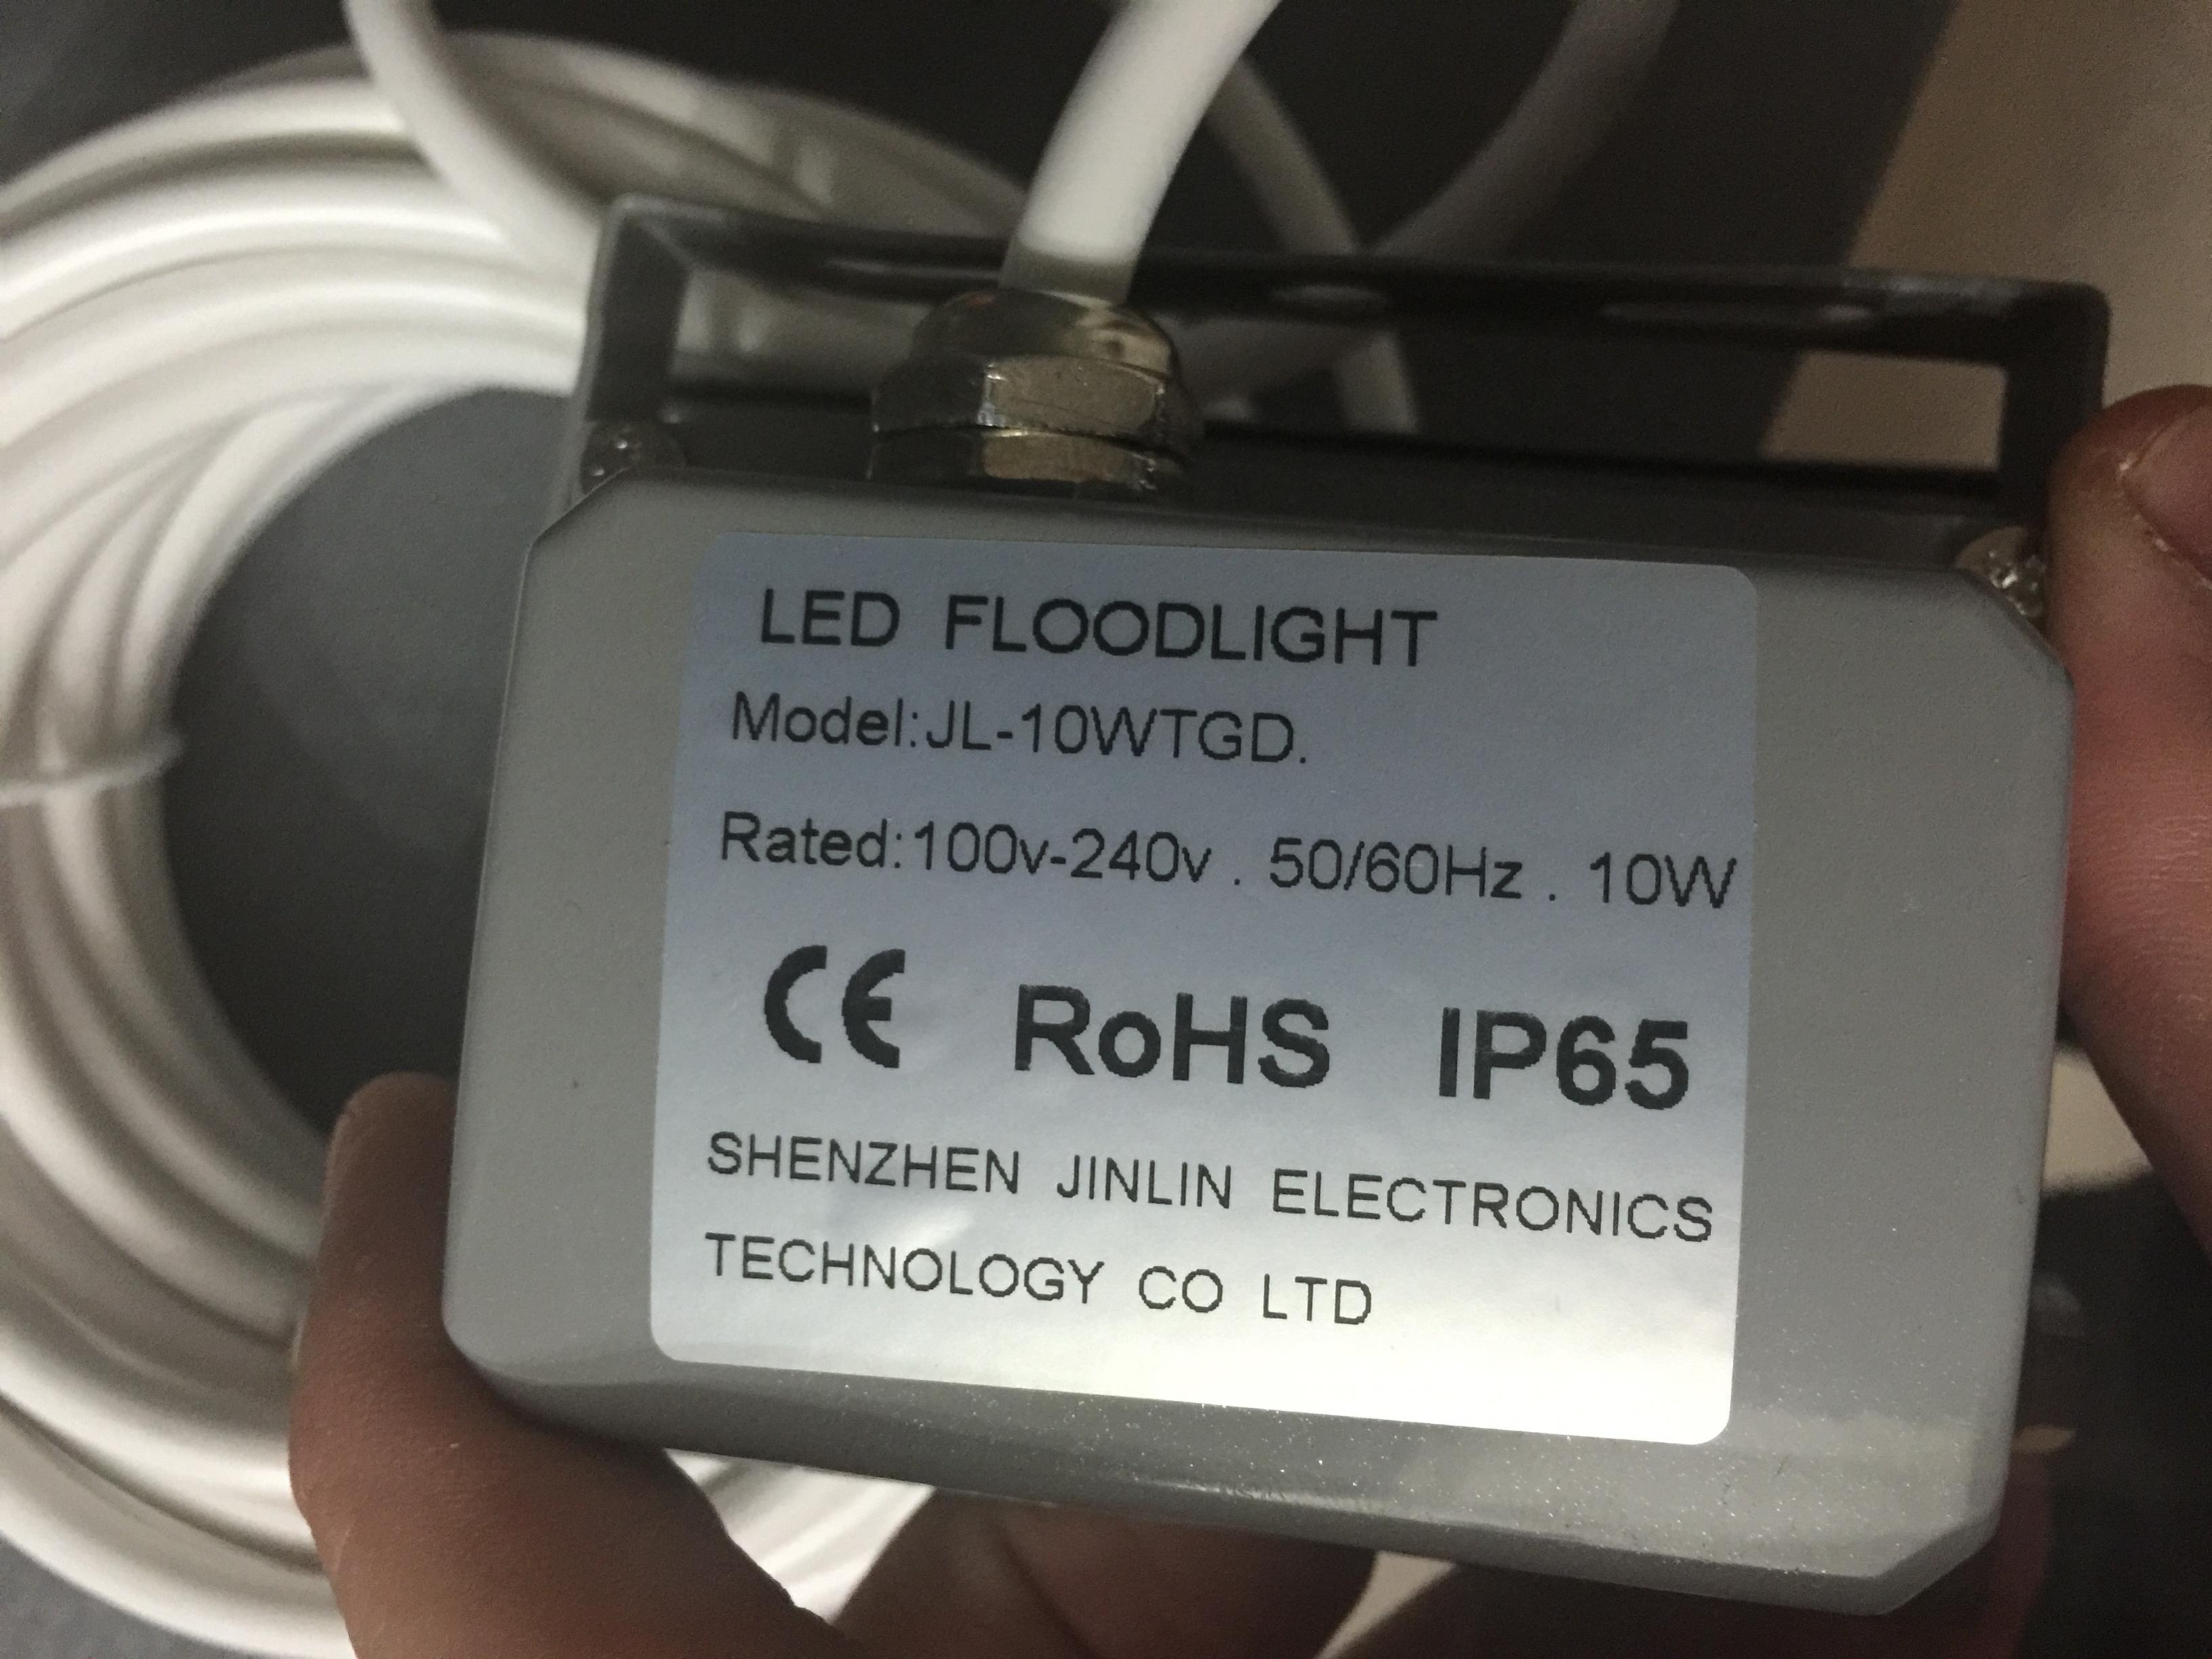 LED FLOODLIGHT
Model:JL-10WTGD.
Rated:100v-240v . 50/60Hz . 10W
CE RoHS IP65
SHENZHEN JINLIN ELECTRONICS
TECHNOLOGY CO LTD